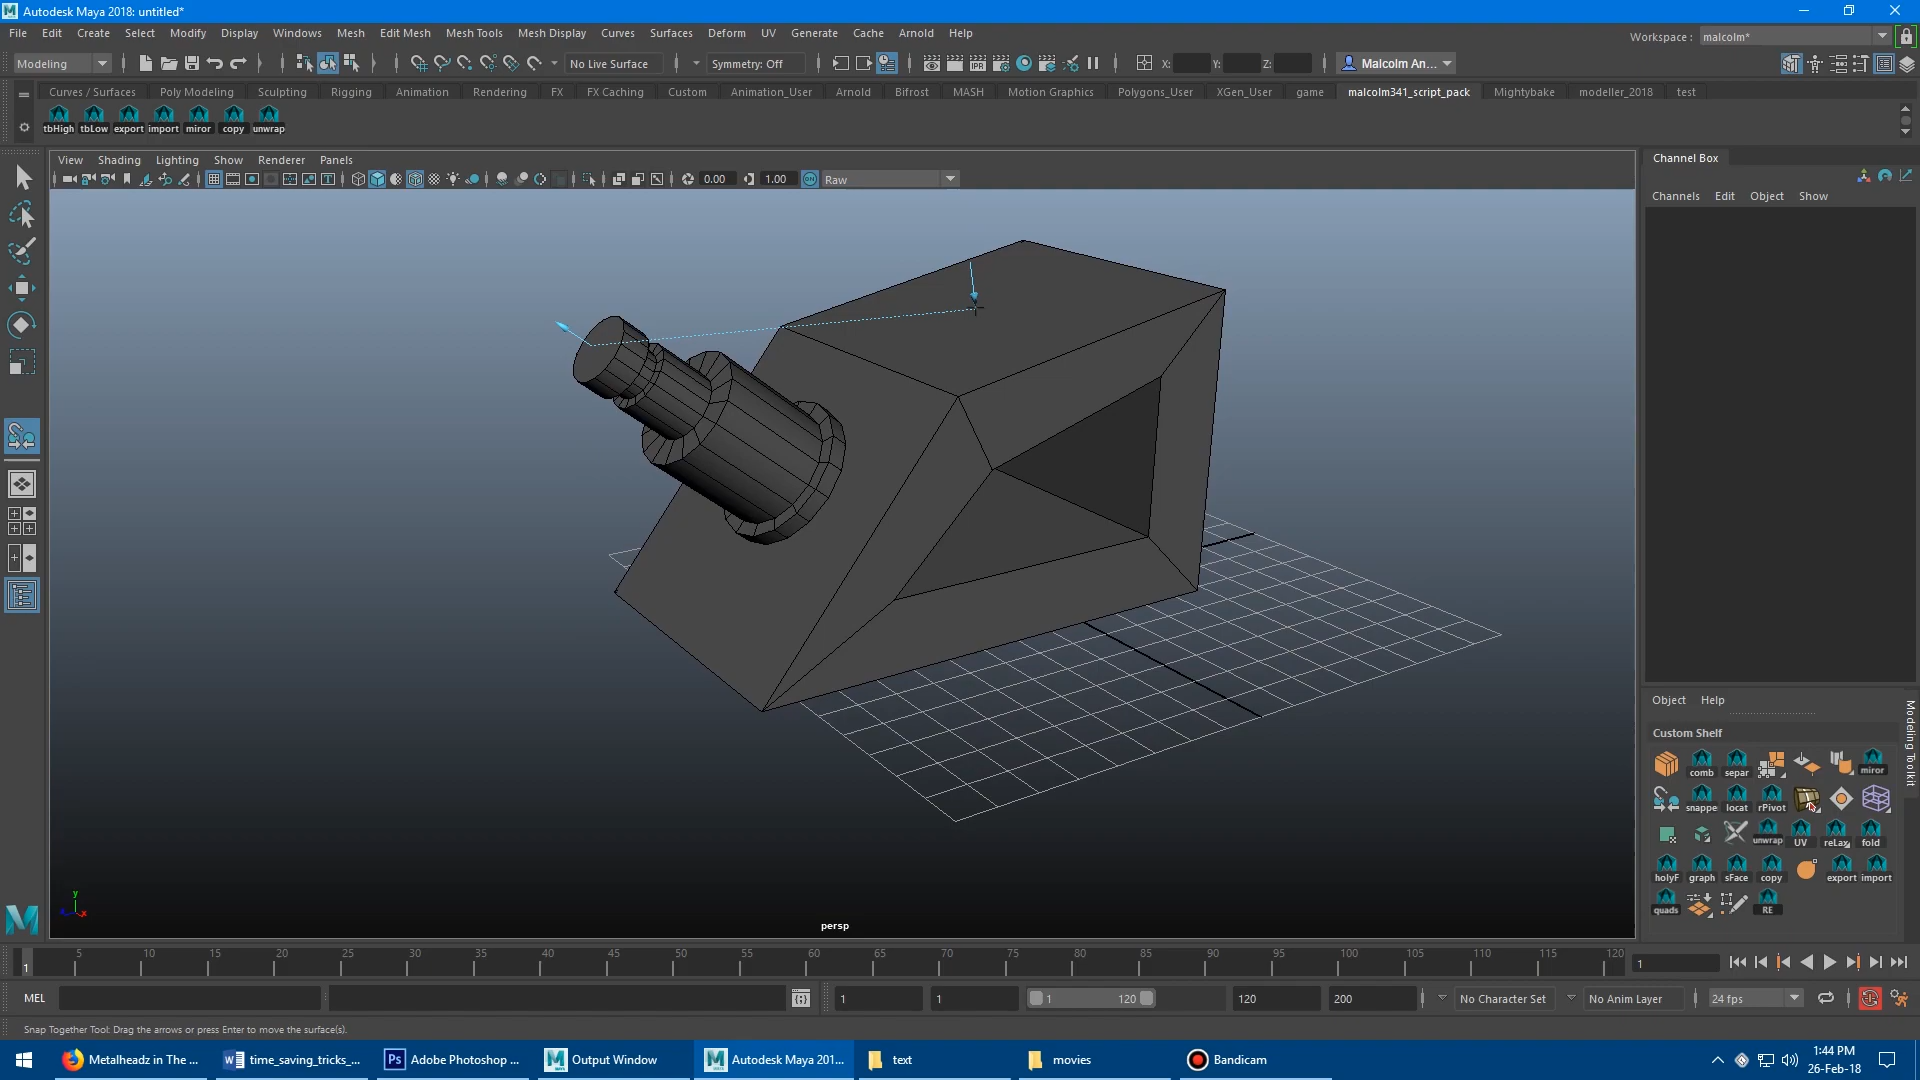 Autodesk Maya 2018: untitled*
File Edit Create Select Modify Display Windows Mesh Edit Mesh Mesh Tools Mesh Display Curves Surfaces Deform UV Generate Cache Arnold Help
Workspace : malcolm*
Modeling No Live Surface Symmetry: Off X: Y: Z: Malcolm An...
Curves / Surfaces Poly Modeling Sculpting Rigging Animation Rendering FX FX Caching Custom Animation_User Arnold Bifrost MASH Motion Graphics Polygons_User XGen_User game malcolm341_script_pack Mightybake modeller_2018 test
tbHigh tbLow export import miror copy unwrap
View Shading Lighting Show Renderer Panels
0.00 1.00 Raw
Channel Box
Channels Edit Object Show
Object Help
Modeling Toolkit
Custom Shelf
comb separ miror
snappe locat rPivot
unwrap UV reLax fold
holyF graph sFace copy export import
quads RE
y
x
persp
5 10 15 20 25 30 35 40 45 50 55 60 65 70 75 80 85 90 95 100 105 110 115 120
1 1
MEL 1 1 1 120 120 200 No Character Set No Anim Layer 24 fps
Snap Together Tool: Drag the arrows or press Enter to move the surface(s).
Metalheadz in The ... time_saving_tricks_... Ps Adobe Photoshop ... Output Window Autodesk Maya 201... text movies Bandicam
1:44 PM
26-Feb-18